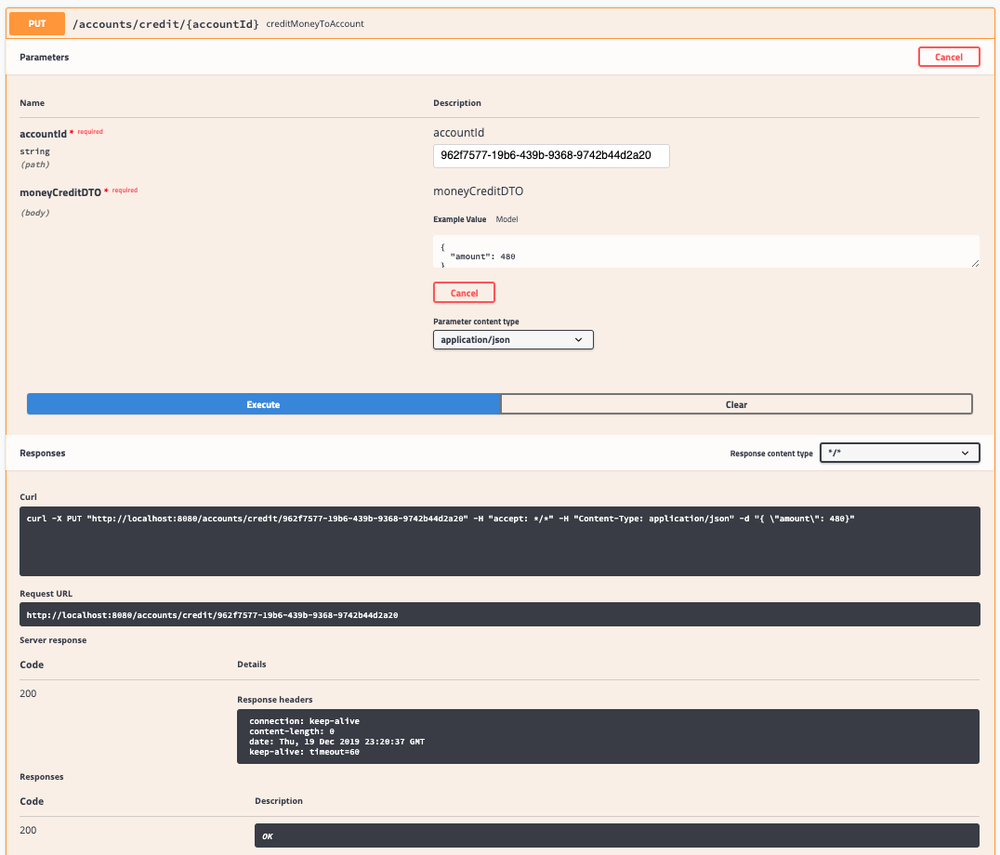 PUT /accounts/credit/{accountId} creditMoneyToAccount
Parameters Cancel
Name Description
accountId * required accountId
string 962f7577-19b6-439b-9368-9742b44d2a20
(path)
moneyCreditDTO * required moneyCreditDTO
(body)
Example Value Model
{
"amount": 480
}
Cancel
Parameter content type
application/json
Execute Clear
Responses Response content type */*
Curl
curl -X PUT "http://localhost:8080/accounts/credit/962f7577-19b6-439b-9368-9742b44d2a20" -H "accept: */*" -H "Content-Type: application/json" -d "{ \"amount\": 480}"
Request URL
http://localhost:8080/accounts/credit/962f7577-19b6-439b-9368-9742b44d2a20
Server response
Code Details
200
Response headers
connection: keep-alive
content-length: 0
date: Thu, 19 Dec 2019 23:20:37 GMT
keep-alive: timeout=60
Responses
Code Description
200 OK